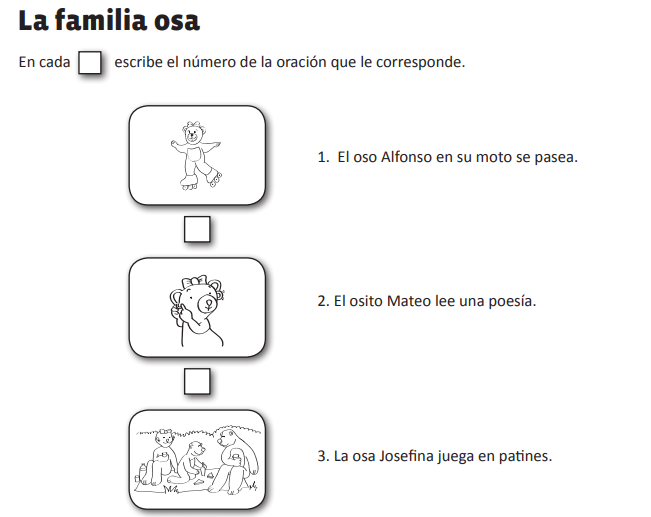 La familia osa
En cada escribe el número de la oración que le corresponde.
1. El oso Alfonso en su moto se pasea.
2. El osito Mateo lee una poesía.
3. La osa Josefina juega en patines.